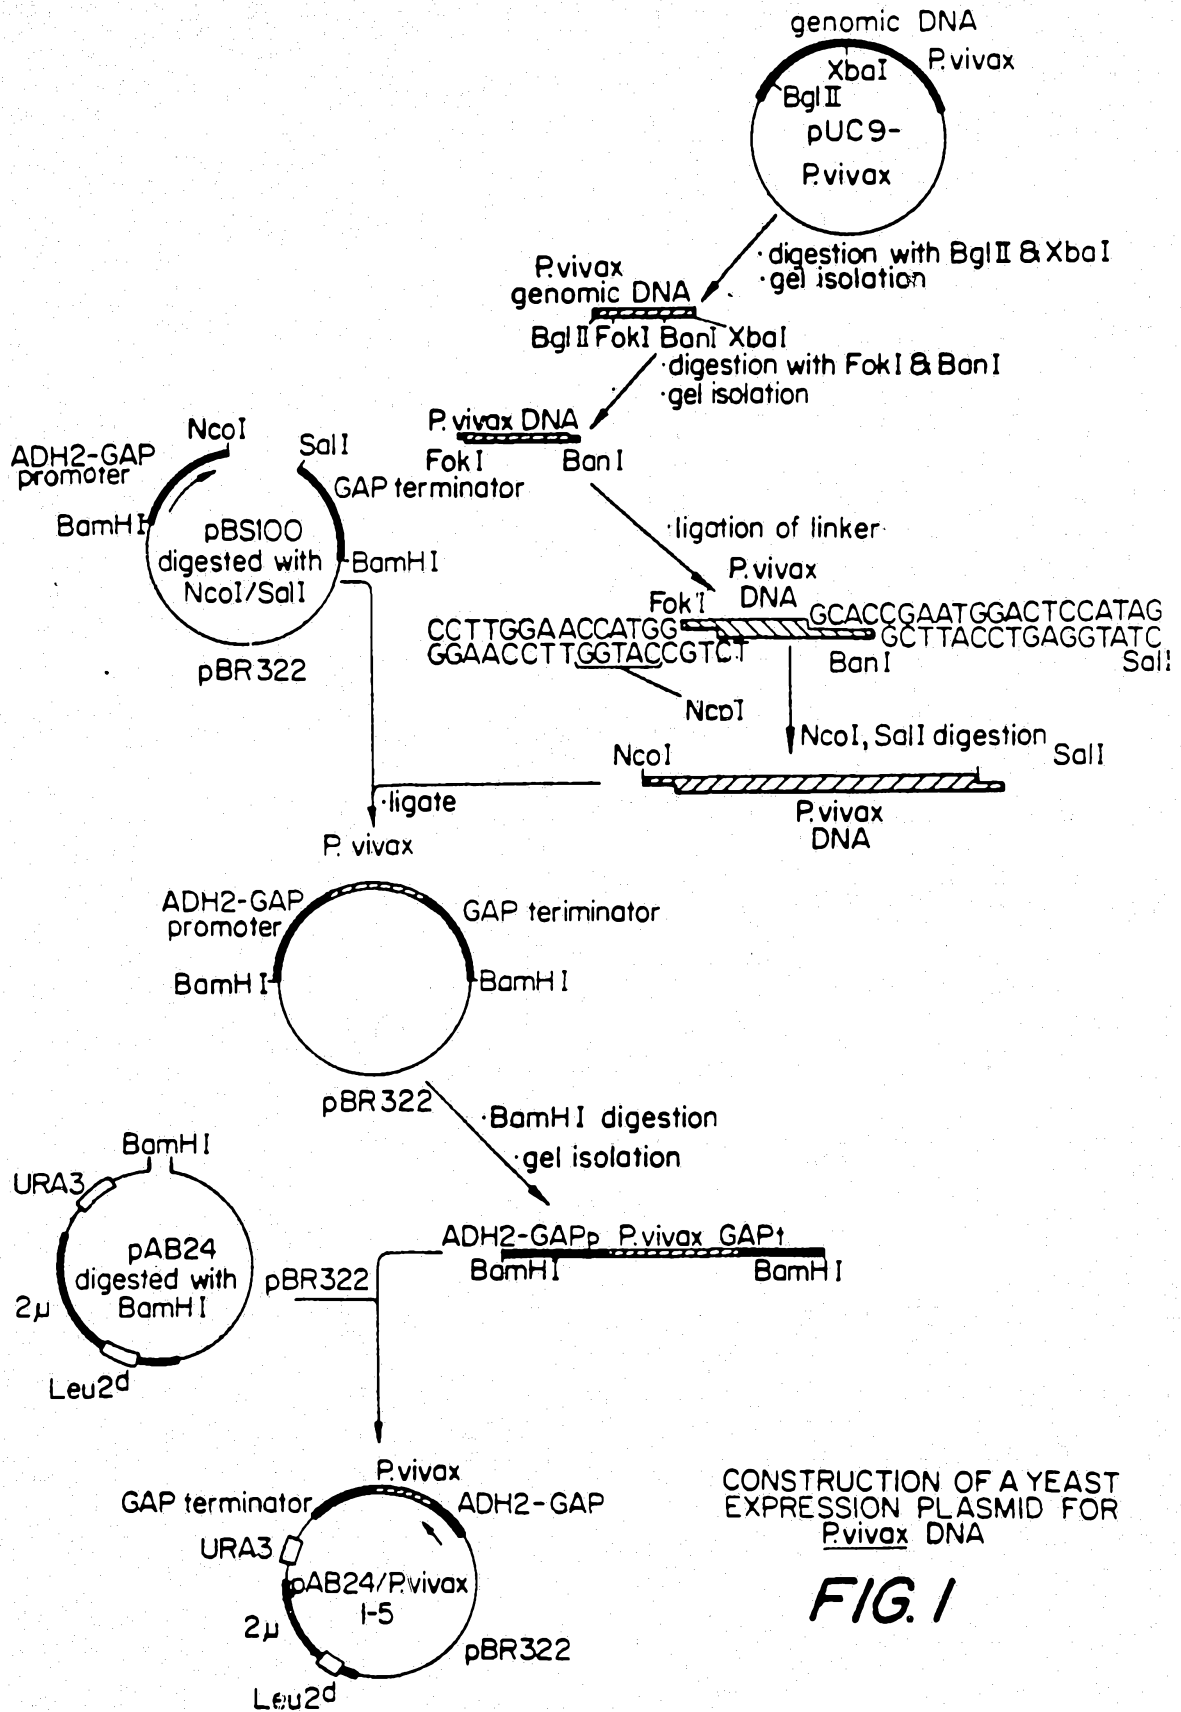 genomic DNA
XbaI
P.vivax
BglII
pUC9-
P.vivax
·digestion with BglII & XbaI
·gel isolation
P.vivax
genomic DNA
BglII FokI BanI XbaI
·digestion with FokI & BanI
·gel isolation
P.vivax DNA
FokI
BanI
NcoI
SalI
ADH2-GAP
promoter
GAP terminator
BamHI
pBS100
digested with
NcoI/SalI
BamHI
pBR322
·ligation of linker
P.vivax
DNA
FokI
GCACCGAATGGACTCCATAG
CCTTGGAACCATGG
GCTTACCTGAGGTATC
GGAACCTTGGTACCGTCT
BanI
SalI
NcoI
NcoI, SalI digestion
NcoI
SalI
·ligate
P.vivax
DNA
P. vivax
ADH2-GAP
promoter
GAP teriminator
BamHI
BamHI
pBR322
·BamHI digestion
·gel isolation
BamHI
URA3
pAB24
digested with
BamHI
2μ
Leu2d
pBR322
ADH2-GAPp P.vivax GAPt
BamHI
BamHI
P.vivax
GAP terminator
ADH2-GAP
URA3
pAB24/P.vivax
1-5
2μ
pBR322
Leu2d
CONSTRUCTION OF A YEAST
EXPRESSION PLASMID FOR
P.vivax DNA
FIG. 1